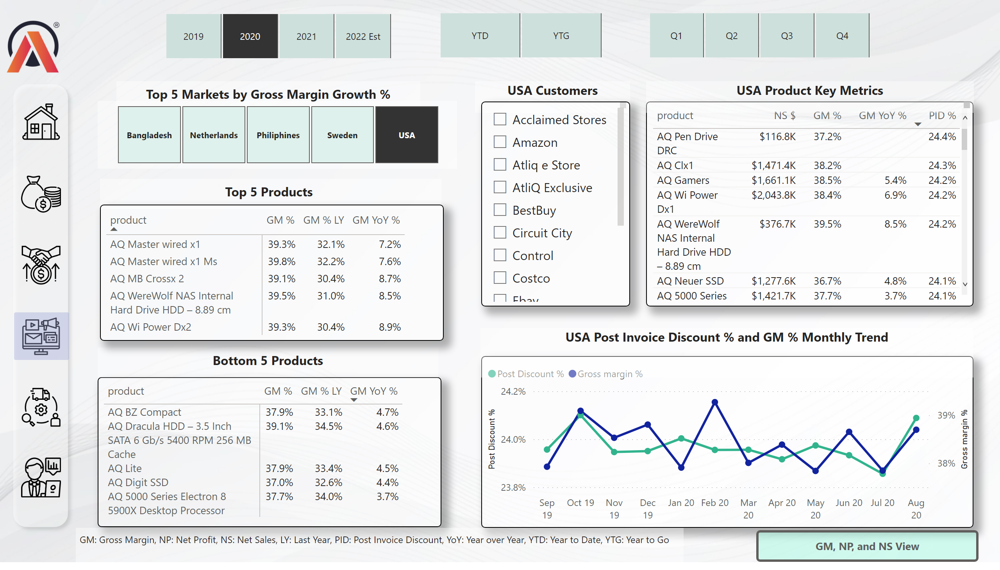 ®
2019 2020 2021 2022 Est YTD YTG Q1 Q2 Q3 Q4
Top 5 Markets by Gross Margin Growth %
Bangladesh Netherlands Philiphines Sweden USA
Top 5 Products
product GM % GM % LY GM YoY %
AQ Master wired x1 39.3% 32.1% 7.2%
AQ Master wired x1 Ms 39.8% 32.2% 7.6%
AQ MB Crossx 2 39.1% 30.4% 8.7%
AQ WereWolf NAS Internal 39.5% 31.0% 8.5%
Hard Drive HDD – 8.89 cm
AQ Wi Power Dx2 39.3% 30.4% 8.9%
Bottom 5 Products
product GM % GM % LY GM YoY %
AQ BZ Compact 37.9% 33.1% 4.7%
AQ Dracula HDD – 3.5 Inch 39.1% 34.5% 4.6%
SATA 6 Gb/s 5400 RPM 256 MB
Cache
AQ Lite 37.9% 33.4% 4.5%
AQ Digit SSD 37.0% 32.6% 4.4%
AQ 5000 Series Electron 8 37.7% 34.0% 3.7%
5900X Desktop Processor
USA Customers
Acclaimed Stores
Amazon
Atliq e Store
AtliQ Exclusive
BestBuy
Circuit City
Control
Costco
Ebay
USA Product Key Metrics
product NS $ GM % GM YoY % PID %
AQ Pen Drive $116.8K 37.2% 24.4%
DRC
AQ Clx1 $1,471.4K 38.2% 24.3%
AQ Gamers $1,661.1K 38.5% 5.4% 24.2%
AQ Wi Power $2,043.8K 38.4% 6.9% 24.2%
Dx1
AQ WereWolf $376.7K 39.5% 8.5% 24.2%
NAS Internal
Hard Drive HDD
– 8.89 cm
AQ Neuer SSD $1,277.6K 36.7% 4.8% 24.1%
AQ 5000 Series $1,421.7K 37.7% 3.7% 24.1%
USA Post Invoice Discount % and GM % Monthly Trend
Post Discount % Gross margin %
Post Discount %
24.2%
24.0%
23.8%
39%
38%
Gross margin %
Sep 19 Oct 19 Nov 19 Dec 19 Jan 20 Feb 20 Mar 20 Apr 20 May 20 Jun 20 Jul 20 Aug 20
GM: Gross Margin, NP: Net Profit, NS: Net Sales, LY: Last Year, PID: Post Invoice Discount, YoY: Year over Year, YTD: Year to Date, YTG: Year to Go
GM, NP, and NS View